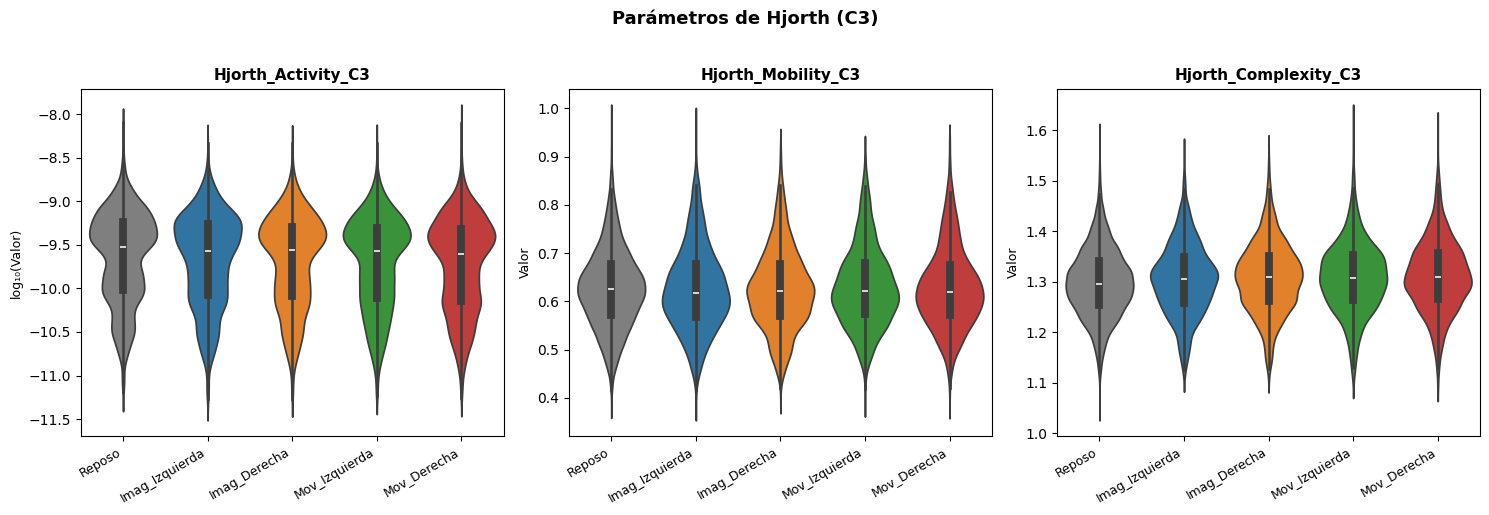 Parámetros de Hjorth (C3)
Hjorth_Activity_C3
log₁₀(Valor)
−8.0
−8.5
−9.0
−9.5
−10.0
−10.5
−11.0
−11.5
Reposo
Imag_Izquierda
Imag_Derecha
Mov_Izquierda
Mov_Derecha
Hjorth_Mobility_C3
Valor
1.0
0.9
0.8
0.7
0.6
0.5
0.4
Reposo
Imag_Izquierda
Imag_Derecha
Mov_Izquierda
Mov_Derecha
Hjorth_Complexity_C3
Valor
1.6
1.5
1.4
1.3
1.2
1.1
1.0
Reposo
Imag_Izquierda
Imag_Derecha
Mov_Izquierda
Mov_Derecha